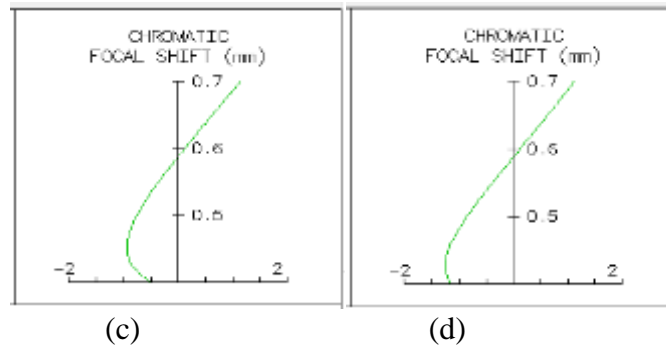 CHROMATIC
FOCAL SHIFT (mm)
0.7
0.6
0.5
-2
2
(c)
CHROMATIC
FOCAL SHIFT (mm)
0.7
0.6
0.5
-2
2
(d)